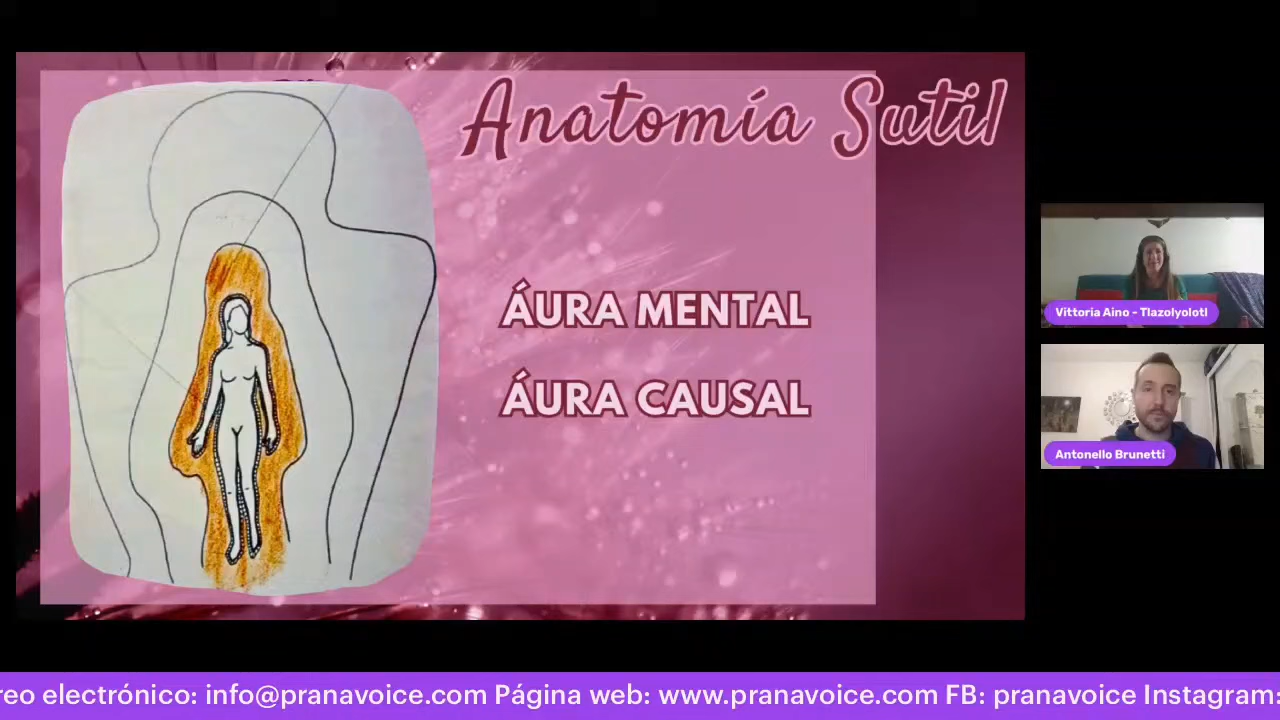 Anatomía Sutil
ÁURA MENTAL
ÁURA CAUSAL
Vittoria Aino - Tlazolyolotl
Antonello Brunetti
reo electrónico: info@pranavoice.com Página web: www.pranavoice.com FB: pranavoice Instagram: